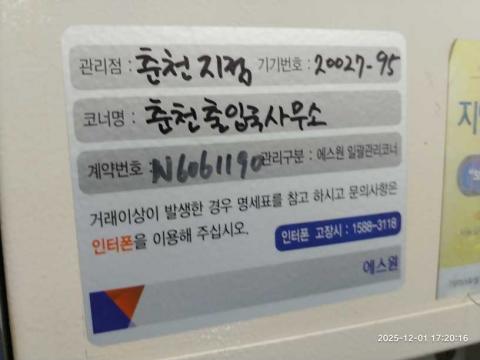 관리점 : 춘천지점 기기번호 : 20027-95
코너명 : 춘천출입국사무소
계약번호 : N6061190 관리구분 : 에스원 일괄관리코너
거래이상이 발생한 경우 명세표를 참고 하시고 문의사항은
인터폰을 이용해 주십시오.
인터폰 고장시 : 1588-3118
에스원
지
2025-12-01 17:20:16